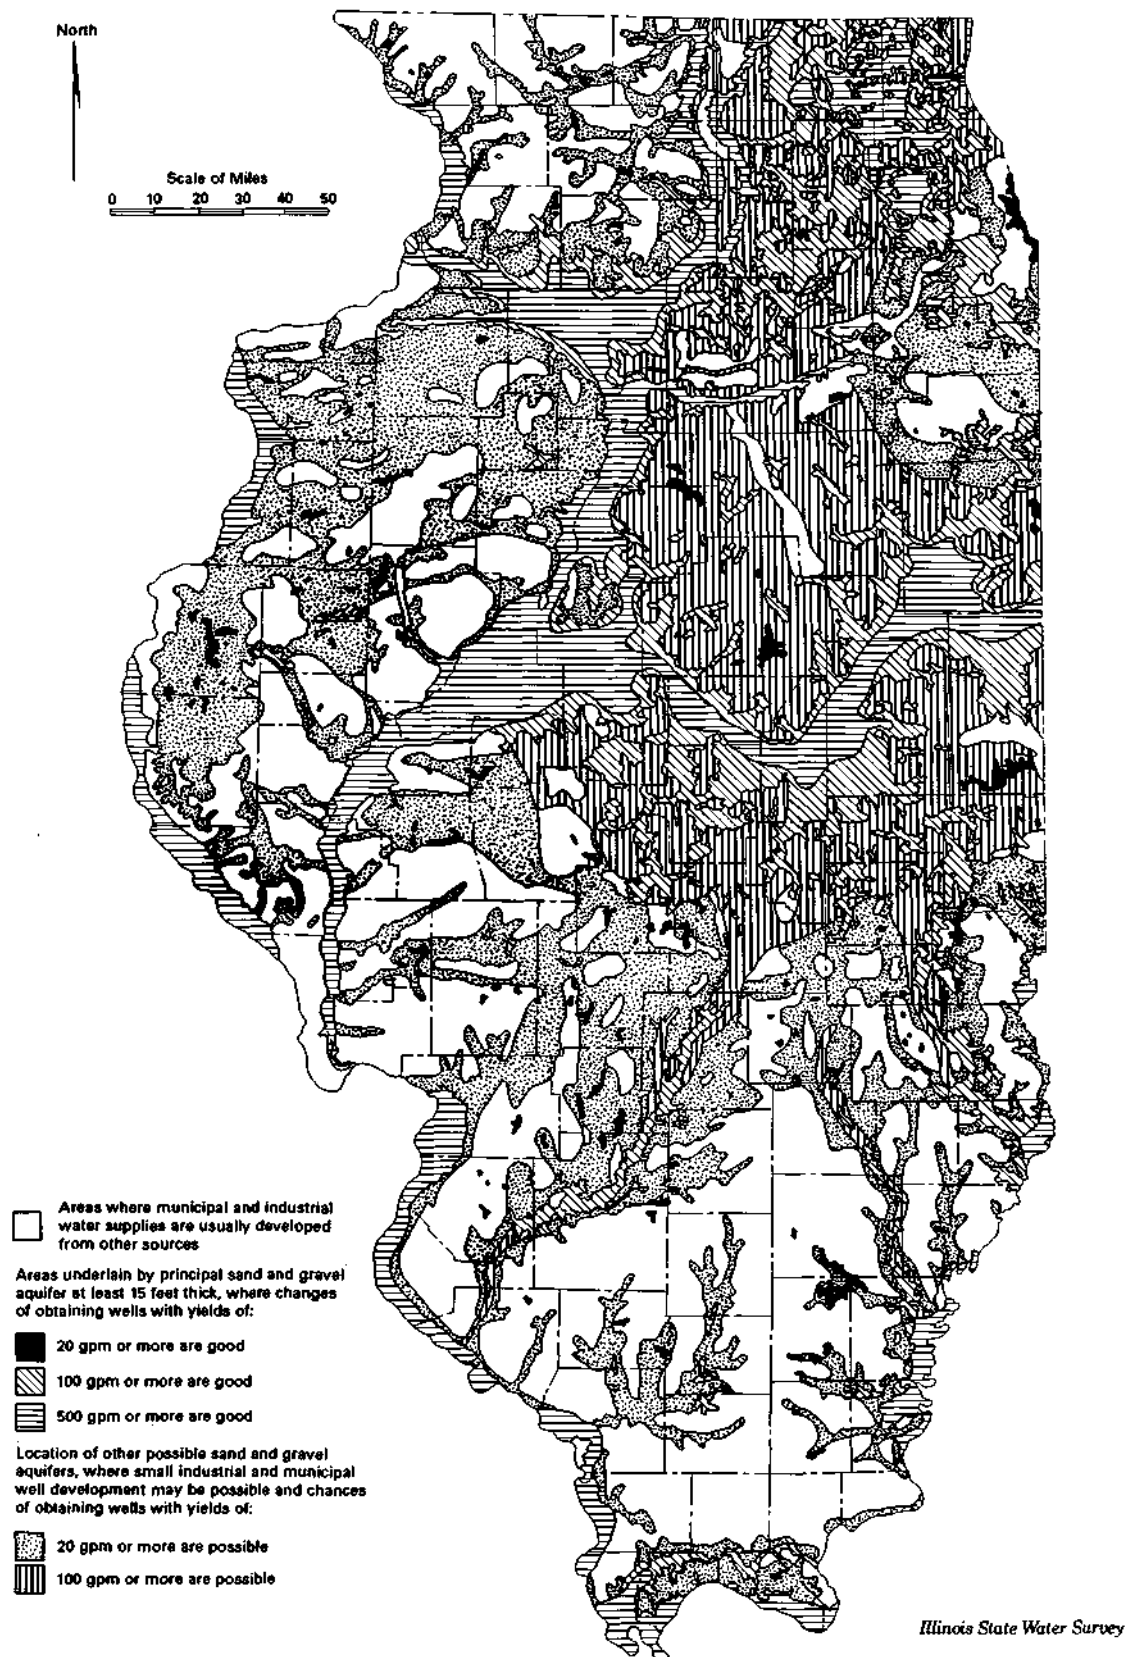 North
Scale of Miles
0 10 20 30 40 50
Areas where municipal and industrial
water supplies are usually developed
from other sources
Areas underlain by principal sand and gravel
aquifer at least 15 feet thick, where changes
of obtaining wells with yields of:
20 gpm or more are good
100 gpm or more are good
500 gpm or more are good
Location of other possible sand and gravel
aquifers, where small industrial and municipal
well development may be possible and chances
of obtaining wells with yields of:
20 gpm or more are possible
100 gpm or more are possible
Illinois State Water Survey